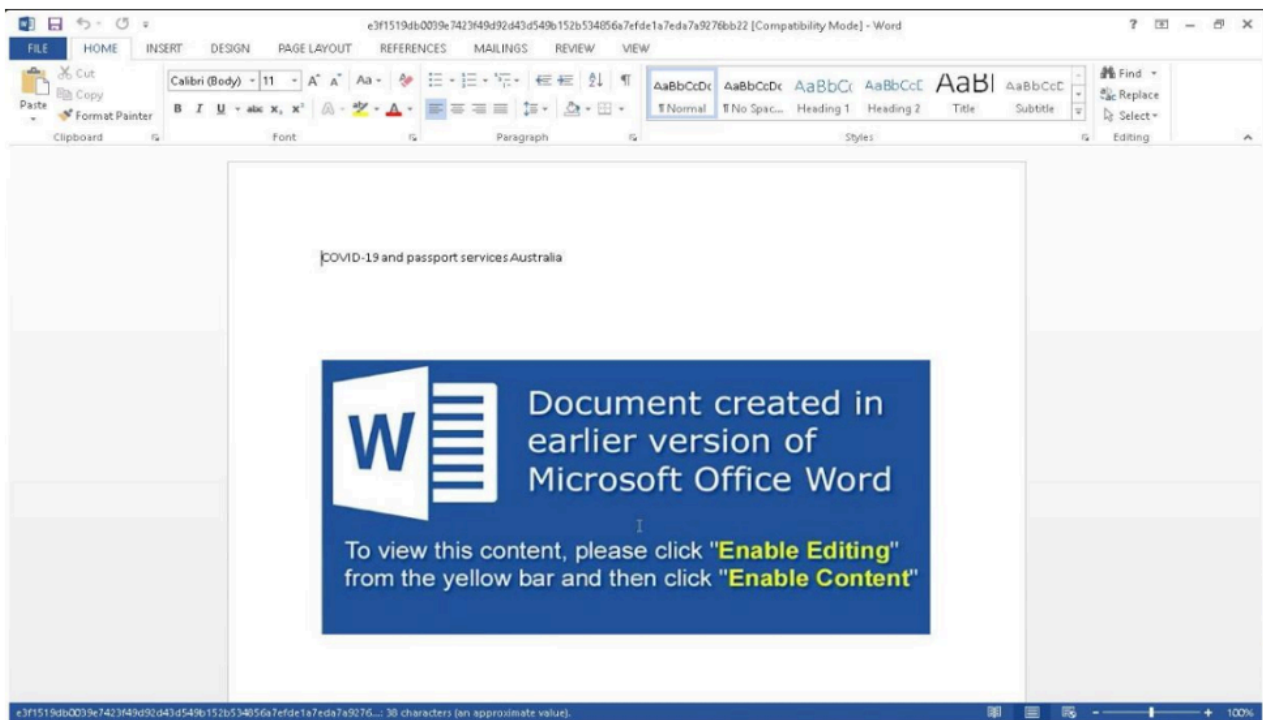 e3f1519db0039e7423f49d92d43d549b152b534856a7efde1a7eda7a9276bb22 [Compatibility Mode] - Word
FILE HOME INSERT DESIGN PAGE LAYOUT REFERENCES MAILINGS REVIEW VIEW
Cut
Copy
Format Painter
Paste
Clipboard
Calibri (Body) 11
Font
Paragraph
AaBbCcDc AaBbCcDc AaBbCc AaBbCcC AaBl AaBbCcC
¶ Normal ¶ No Spac... Heading 1 Heading 2 Title Subtitle
Styles
Find
Replace
Select
Editing
COVID-19 and passport services Australia
W
Document created in
earlier version of
Microsoft Office Word
To view this content, please click "Enable Editing"
from the yellow bar and then click "Enable Content"
e3f1519db0039e7423f49d92d43d549b152b534856a7efde1a7eda7a9276...: 38 characters (an approximate value).
100%